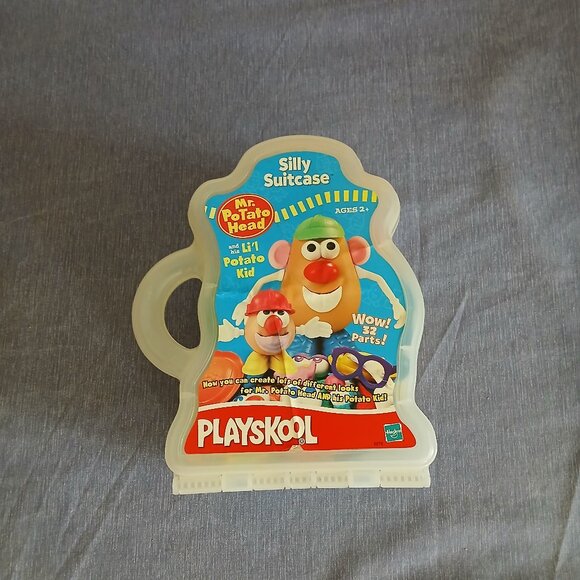 Silly
Suitcase™
Mr.
PoTaTo
Head
AGES 2+
and
his Li'l
Potato
Kid
Wow!
32
Parts!
Now you can create lots of different looks
for Mr. Potato Head AND his Potato Kid!
PLAYSKOOL®
Hasbro